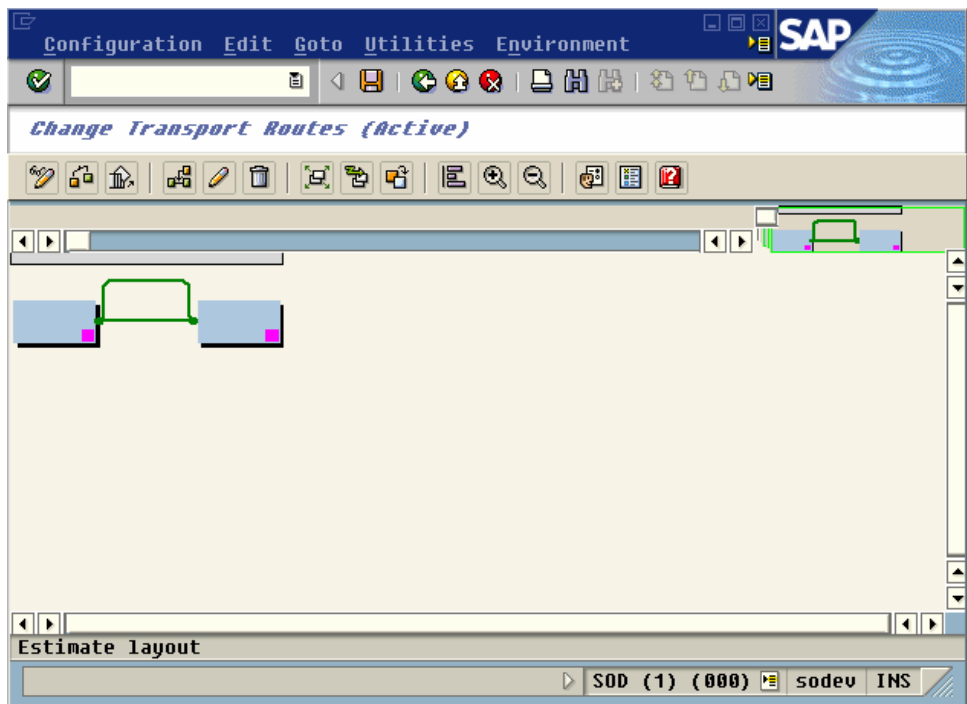 Configuration Edit Goto Utilities Environment
SAP
Change Transport Routes (Active)
Estimate layout
SOD (1) (000) sodev INS